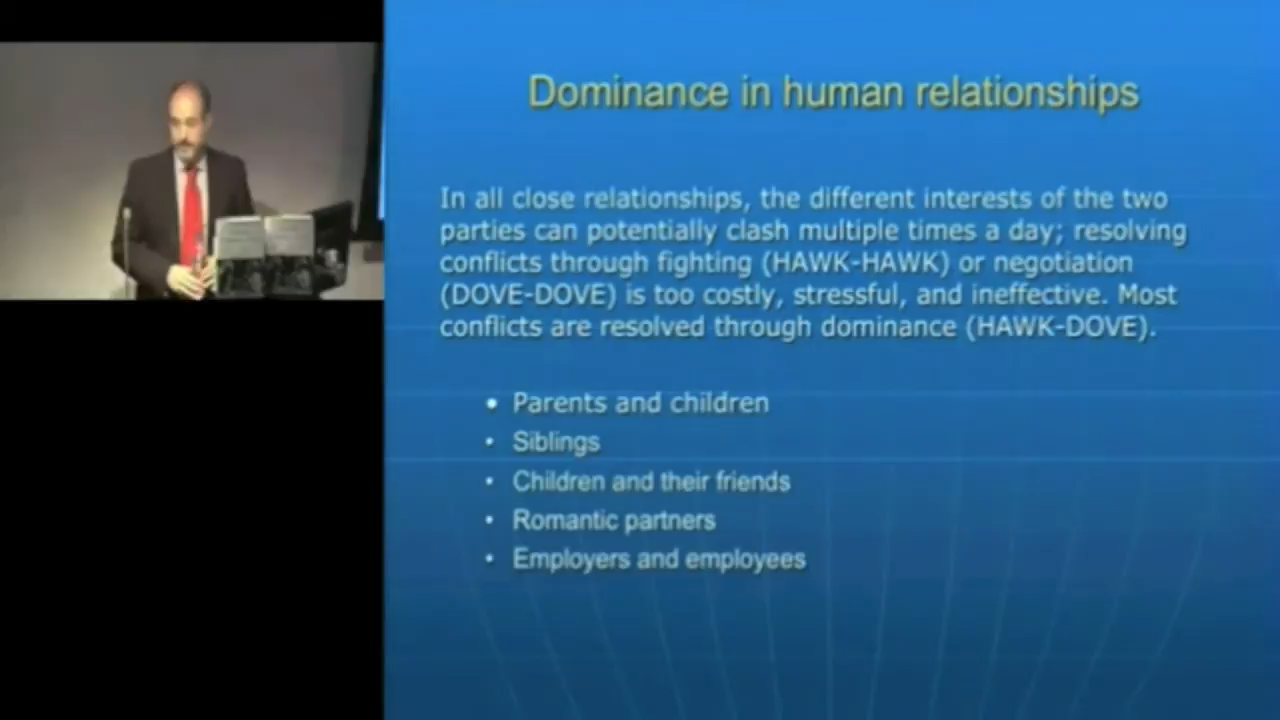 Dominance in human relationships
In all close relationships, the different interests of the two
parties can potentially clash multiple times a day; resolving
conflicts through fighting (HAWK-HAWK) or negotiation
(DOVE-DOVE) is too costly, stressful, and ineffective. Most
conflicts are resolved through dominance (HAWK-DOVE).
• Parents and children
• Siblings
• Children and their friends
• Romantic partners
• Employers and employees